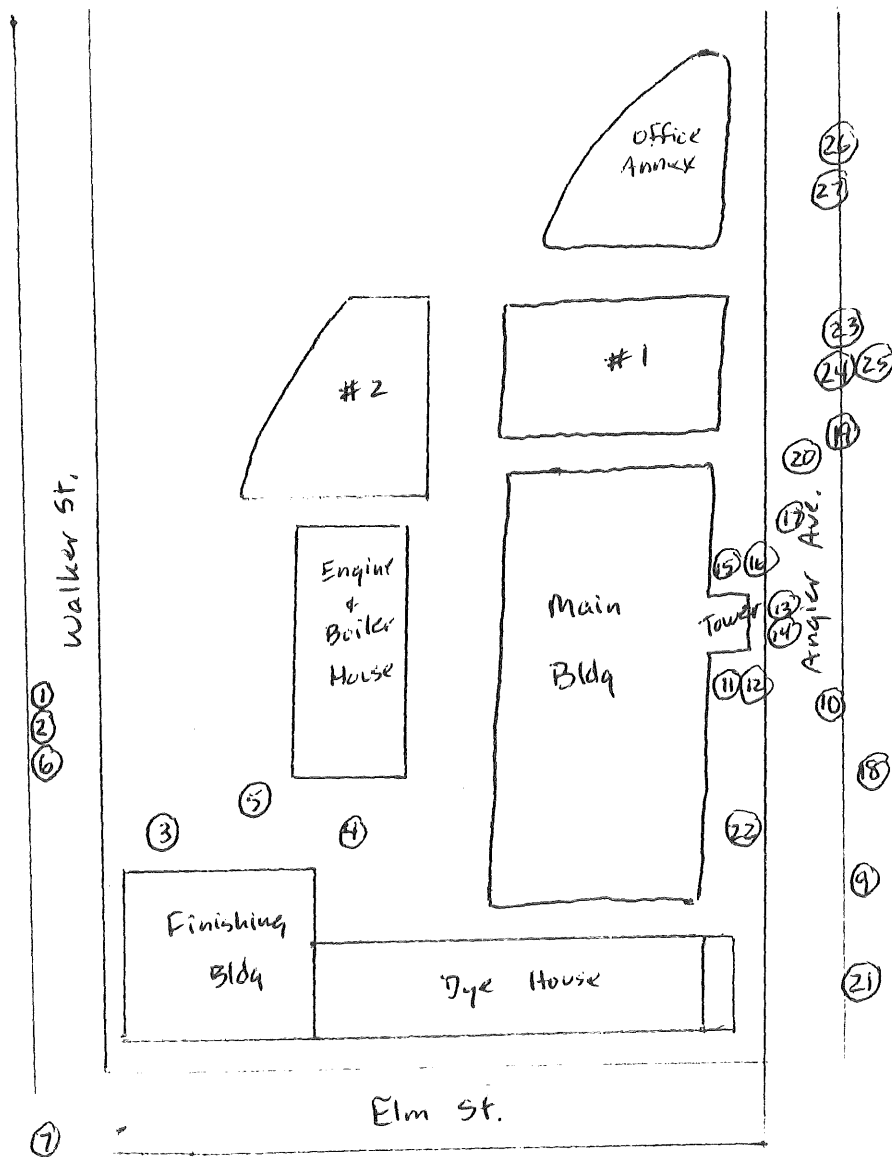 Office
Annex
26
27
23
24
25
# 1
# 2
19
20
17
Walker St.
Angier Ave.
Engine
&
Boiler
House
15
16
Main
Bldg
Tower
13
14
11
12
10
1
2
6
18
5
3
4
22
9
Finishing
Bldg
Dye House
21
Elm St.
7